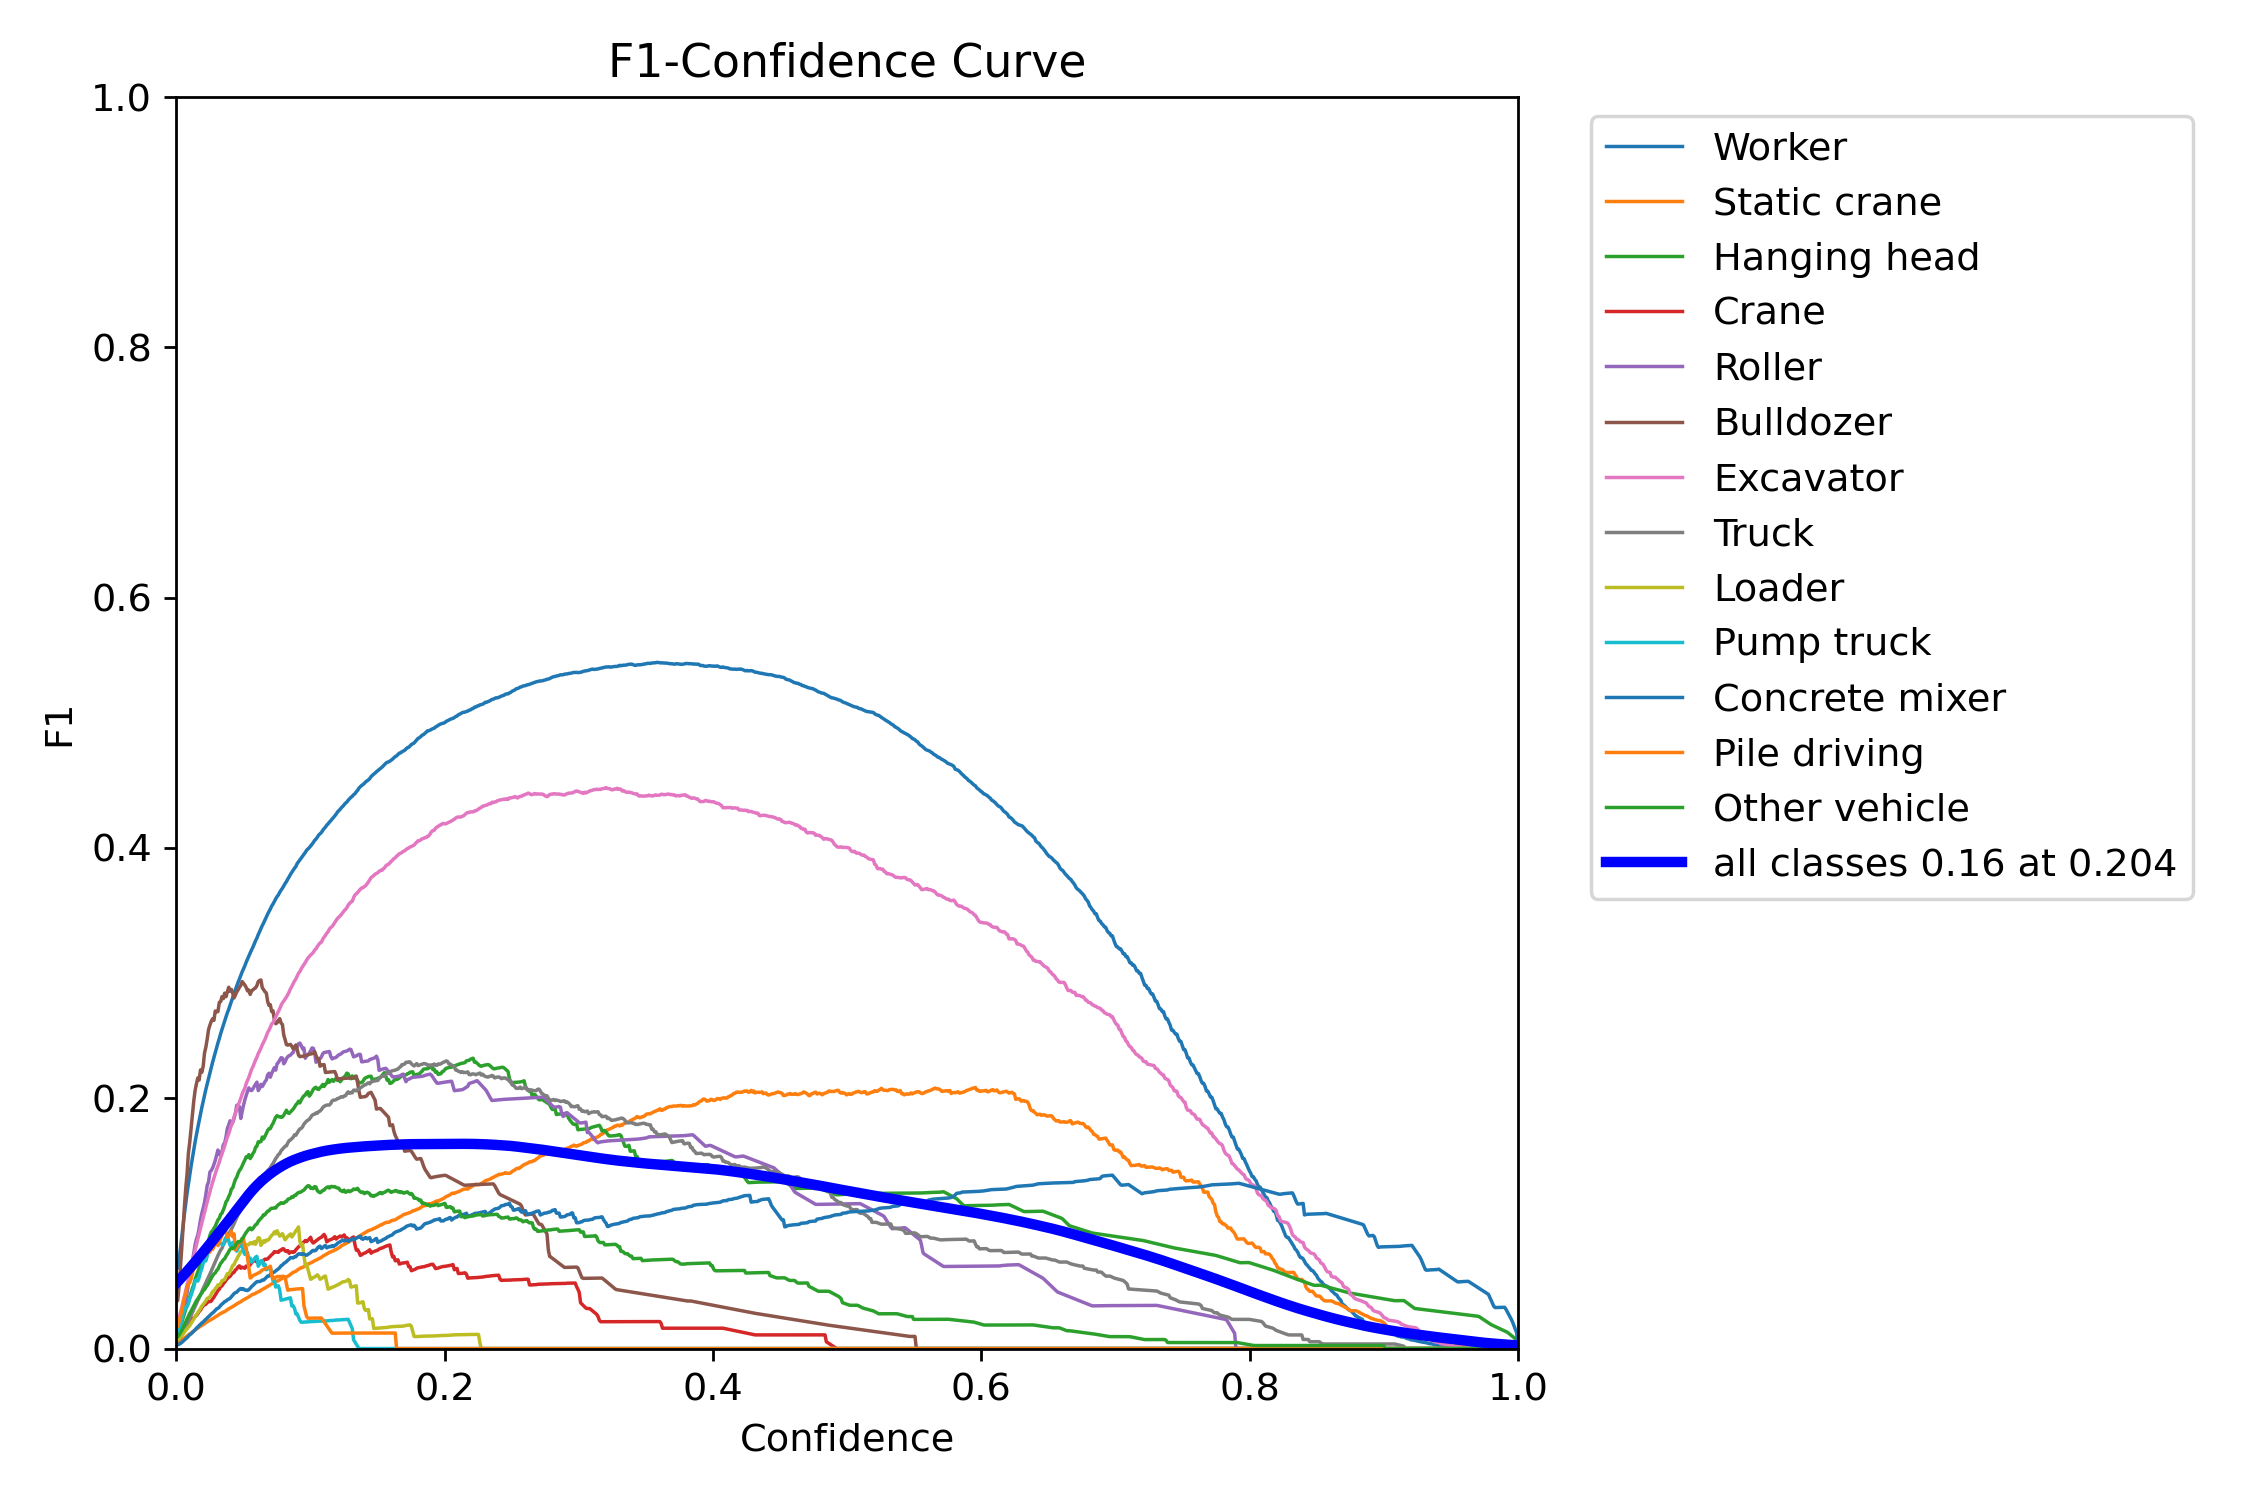 F1-Confidence Curve
1.0
0.8
0.6
0.4
0.2
0.0
F1
0.0 0.2 0.4 0.6 0.8 1.0
Confidence
Worker
Static crane
Hanging head
Crane
Roller
Bulldozer
Excavator
Truck
Loader
Pump truck
Concrete mixer
Pile driving
Other vehicle
all classes 0.16 at 0.204